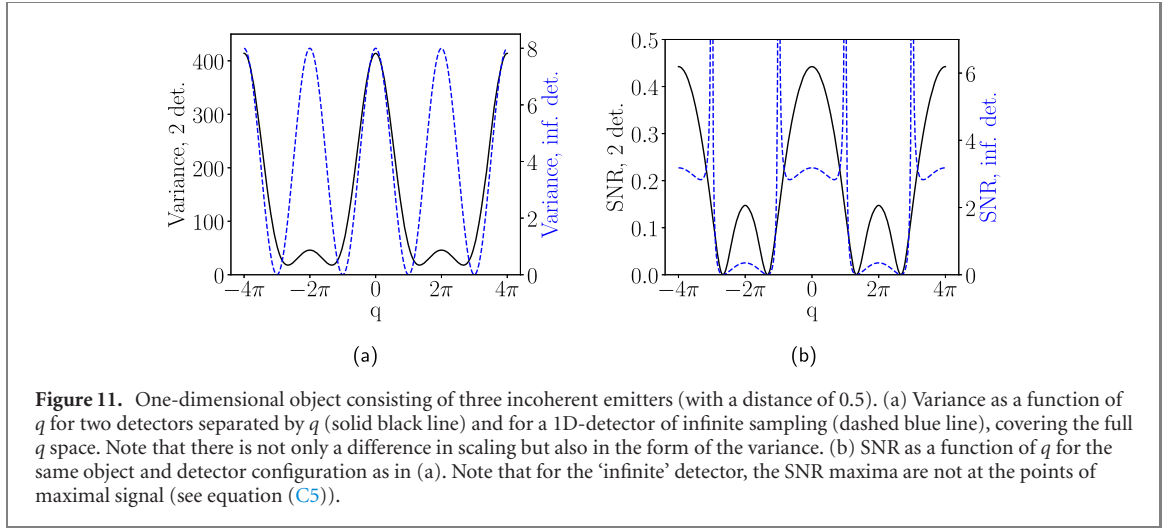 400
300
200
100
0
Variance, 2 det.
8
6
4
2
0
Variance, inf. det.
−4π −2π 0 2π 4π
q
(a)
0.5
0.4
0.3
0.2
0.1
0.0
SNR, 2 det.
6
4
2
0
SNR, inf. det.
−4π −2π 0 2π 4π
q
(b)
Figure 11. One-dimensional object consisting of three incoherent emitters (with a distance of 0.5). (a) Variance as a function of
q for two detectors separated by q (solid black line) and for a 1D-detector of infinite sampling (dashed blue line), covering the full
q space. Note that there is not only a difference in scaling but also in the form of the variance. (b) SNR as a function of q for the
same object and detector configuration as in (a). Note that for the ‘infinite’ detector, the SNR maxima are not at the points of
maximal signal (see equation (C5)).